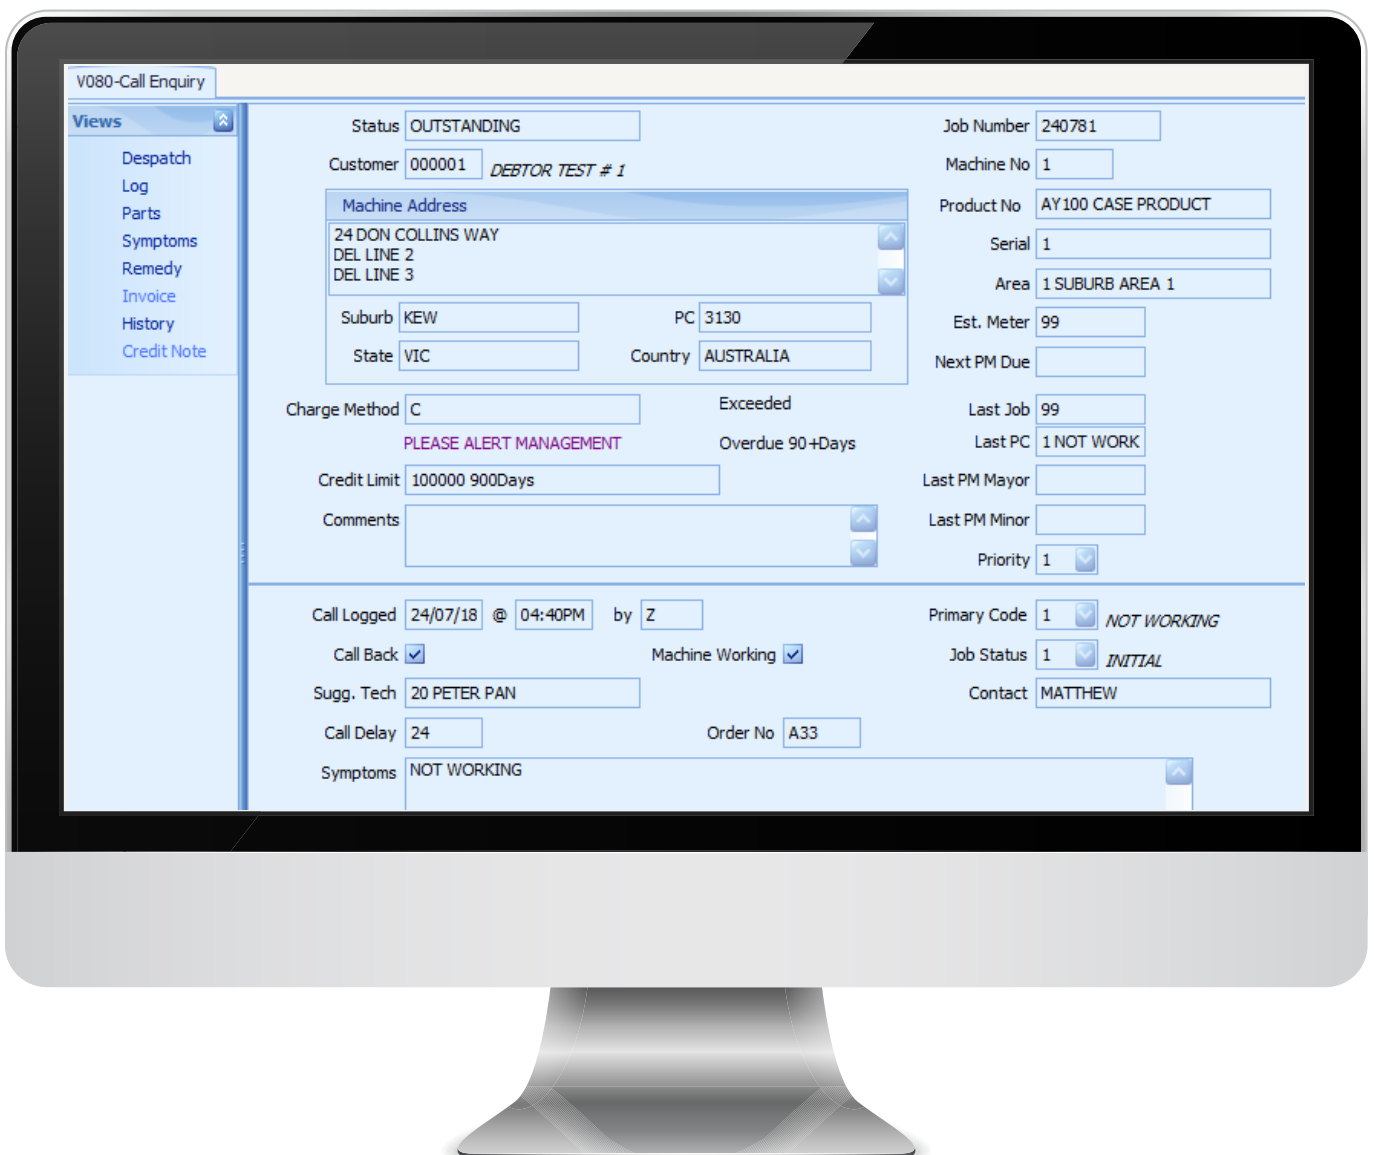 V080-Call Enquiry
Views
Despatch
Log
Parts
Symptoms
Remedy
Invoice
History
Credit Note
Status OUTSTANDING
Job Number 240781
Customer 000001 DEBTOR TEST # 1
Machine No 1
Machine Address
24 DON COLLINS WAY
DEL LINE 2
DEL LINE 3
Product No AY100 CASE PRODUCT
Serial 1
Area 1 SUBURB AREA 1
Suburb KEW PC 3130
Est. Meter 99
State VIC Country AUSTRALIA
Next PM Due
Charge Method C Exceeded
Last Job 99
PLEASE ALERT MANAGEMENT Overdue 90+Days
Last PC 1 NOT WORK
Credit Limit 100000 900Days
Last PM Mayor
Comments
Last PM Minor
Priority 1
Call Logged 24/07/18 @ 04:40PM by Z
Primary Code 1 NOT WORKING
Call Back Machine Working
Job Status 1 INITIAL
Sugg. Tech 20 PETER PAN
Contact MATTHEW
Call Delay 24 Order No A33
Symptoms NOT WORKING